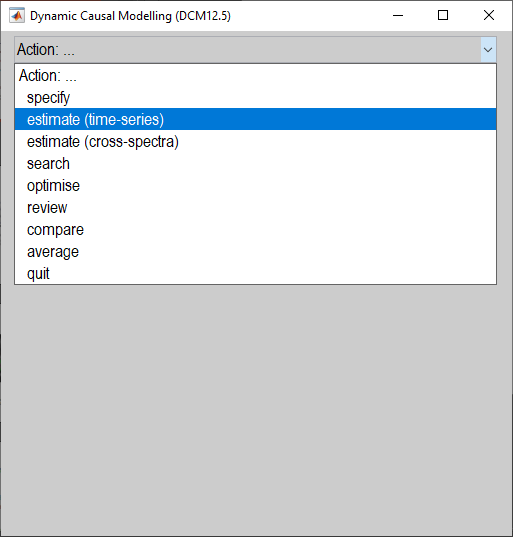 Dynamic Causal Modelling (DCM12.5)
Action: ...
Action: ...
specify
estimate (time-series)
estimate (cross-spectra)
search
optimise
review
compare
average
quit